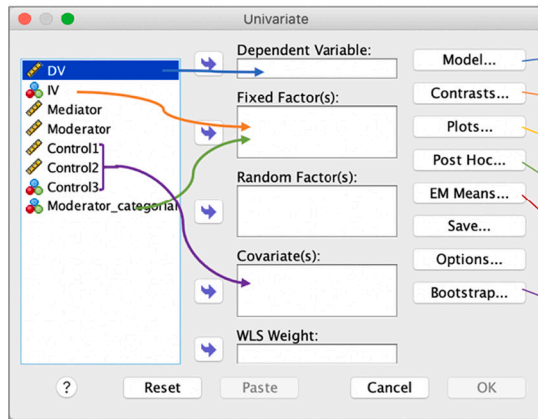 Univariate
DV
IV
Mediator
Moderator
Control1
Control2
Control3
Moderator_categorial
Dependent Variable:
Fixed Factor(s):
Random Factor(s):
Covariate(s):
WLS Weight:
Model...
Contrasts...
Plots...
Post Hoc...
EM Means...
Save...
Options...
Bootstrap...
?
Reset
Paste
Cancel
OK